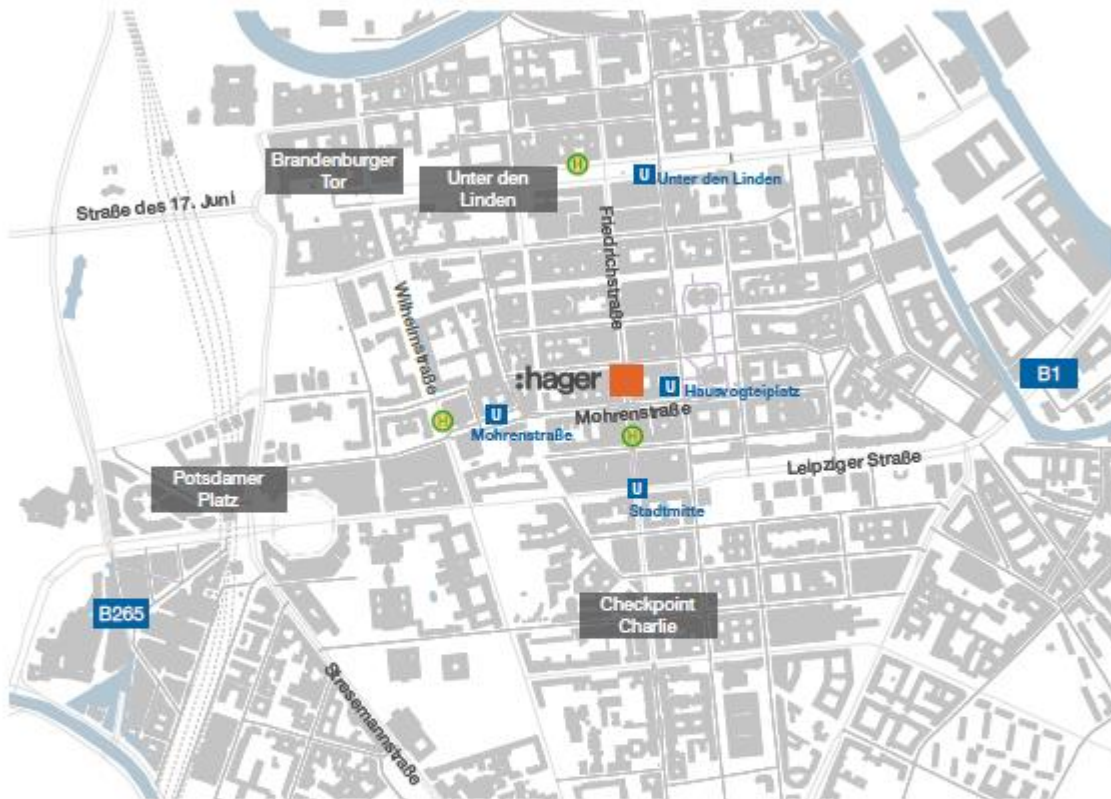 Brandenburger
Tor
Unter den
Linden
H
U Unter den Linden
Straße des 17. Juni
Friedrichstraße
Wilhelmstraße
:hager
U Hausvogteiplatz
B1
Mohrenstraße
H
U
Mohrenstraße
H
Leipziger Straße
Potsdamer
Platz
U
Stadtmitte
B265
Checkpoint
Charlie
Stresemannstraße